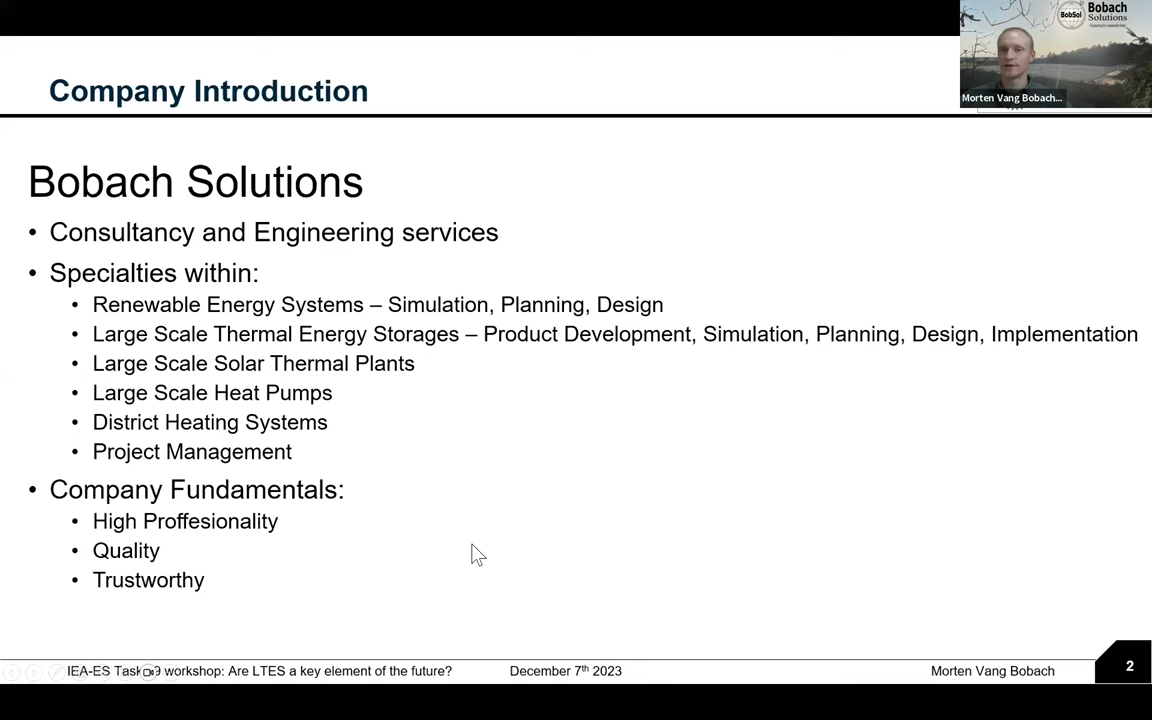 BobSol
Bobach
Solutions
Company Introduction
Morten Vang Bobach...
Bobach Solutions
• Consultancy and Engineering services
• Specialties within:
• Renewable Energy Systems – Simulation, Planning, Design
• Large Scale Thermal Energy Storages – Product Development, Simulation, Planning, Design, Implementation
• Large Scale Solar Thermal Plants
• Large Scale Heat Pumps
• District Heating Systems
• Project Management
• Company Fundamentals:
• High Proffesionality
• Quality
• Trustworthy
IEA-ES Task 9 workshop: Are LTES a key element of the future?
December 7th 2023
Morten Vang Bobach
2